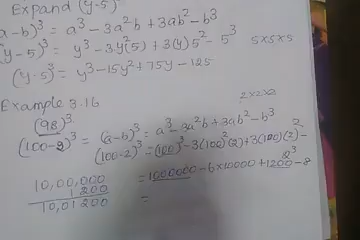 Expand (y-5)³
(a-b)³ = a³ - 3a²b + 3ab² - b³
(y-5)³ = y³ - 3y²(5) + 3(y)5² - 5³ 5×5×5
(y-5)³ = y³ - 15y² + 75y - 125
Example 3.16
(98)³ 2×2×2
(100-2)³ = (a-b)³ = a³ - 3a²b + 3ab² - b³
(100-2)³ = (100)³ - 3(100)²(2) + 3(100)(2)² -
2³
10,00,000 = 1000000 - 6×10000 + 1200 - 8
1 200
10,01200 =